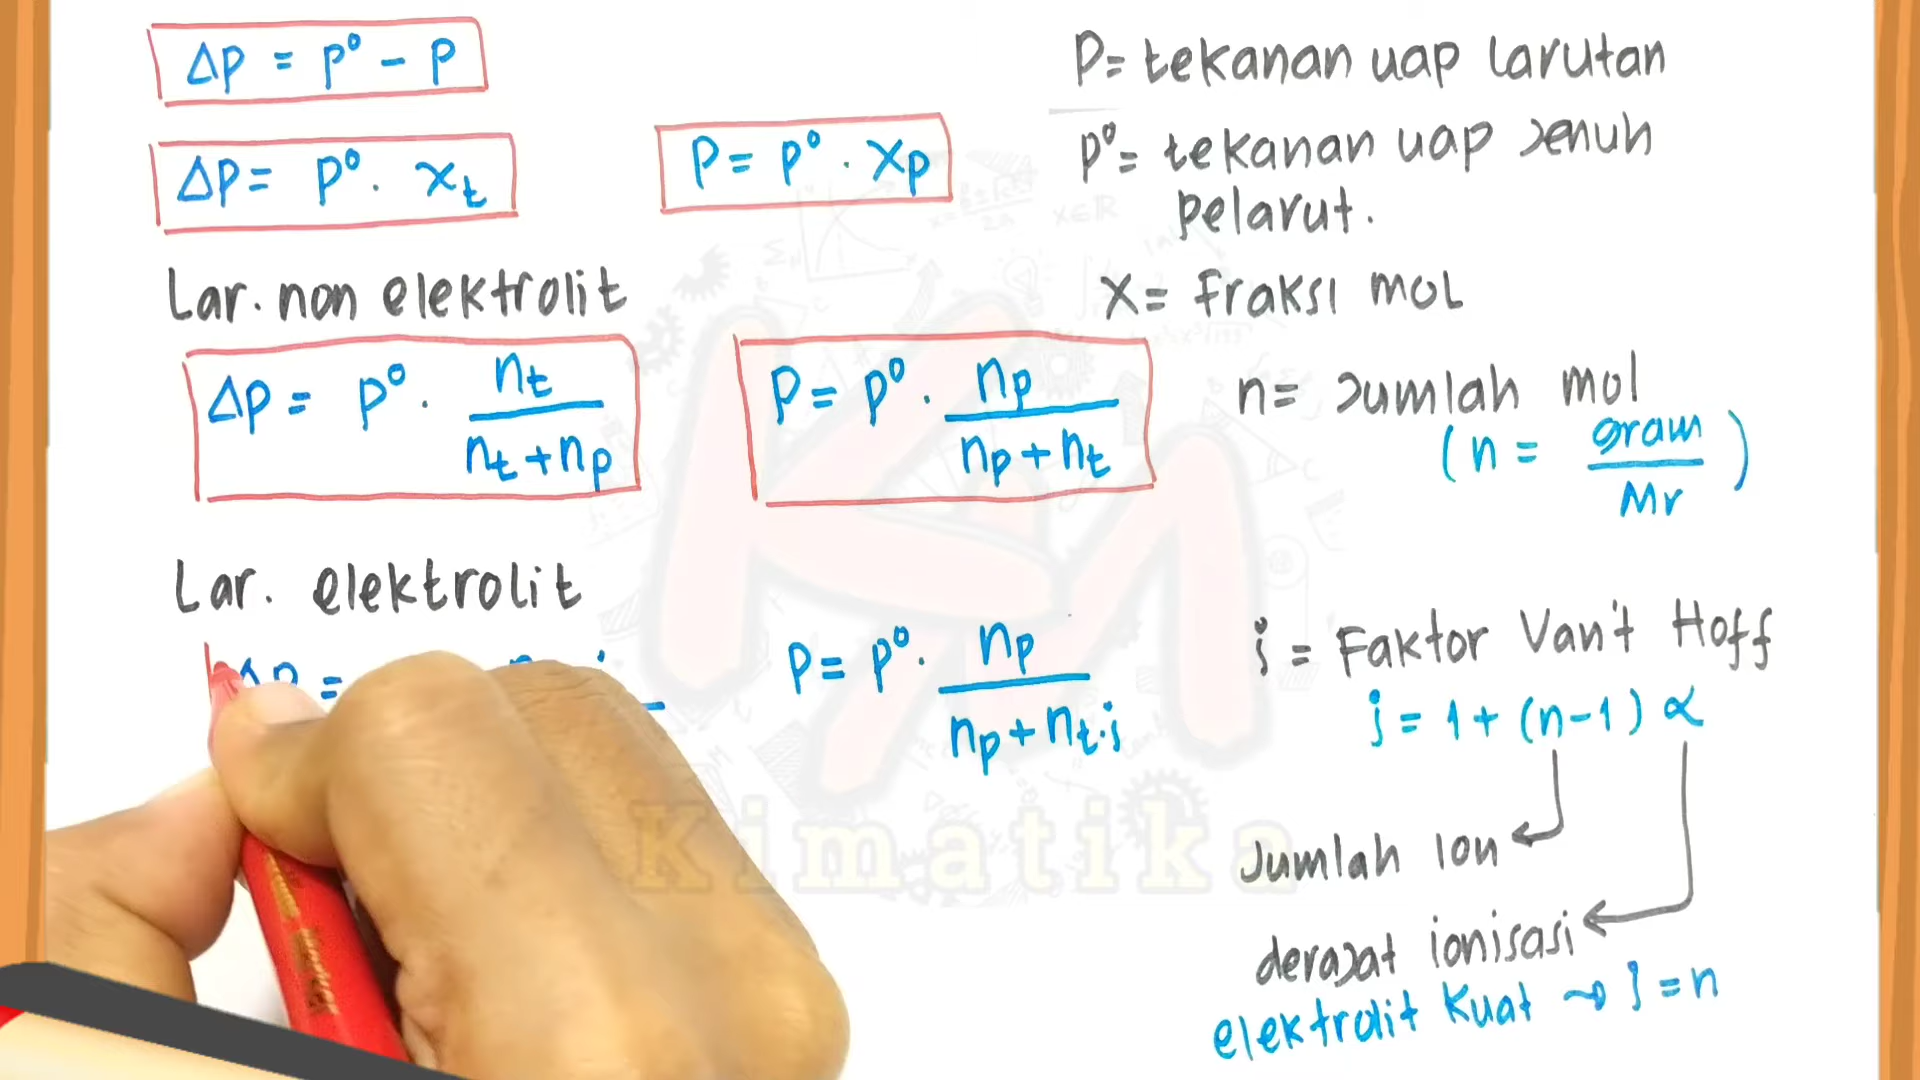 Δp = p° - p
Δp = p° . xt
P = p° . xp
Lar. non elektrolit
Δp = p° . nt / nt + np
P = p° . np / np + nt
Lar. elektrolit
Δp =
P = p° . np / np + nt.i
P = tekanan uap larutan
p° = tekanan uap jenuh
pelarut.
X = fraksi mol
n = Jumlah mol
(n = gram / Mr)
i = Faktor Van't Hoff
i = 1 + (n-1) α
Jumlah ion
derajat ionisasi
elektrolit kuat → i = n
Kimatika